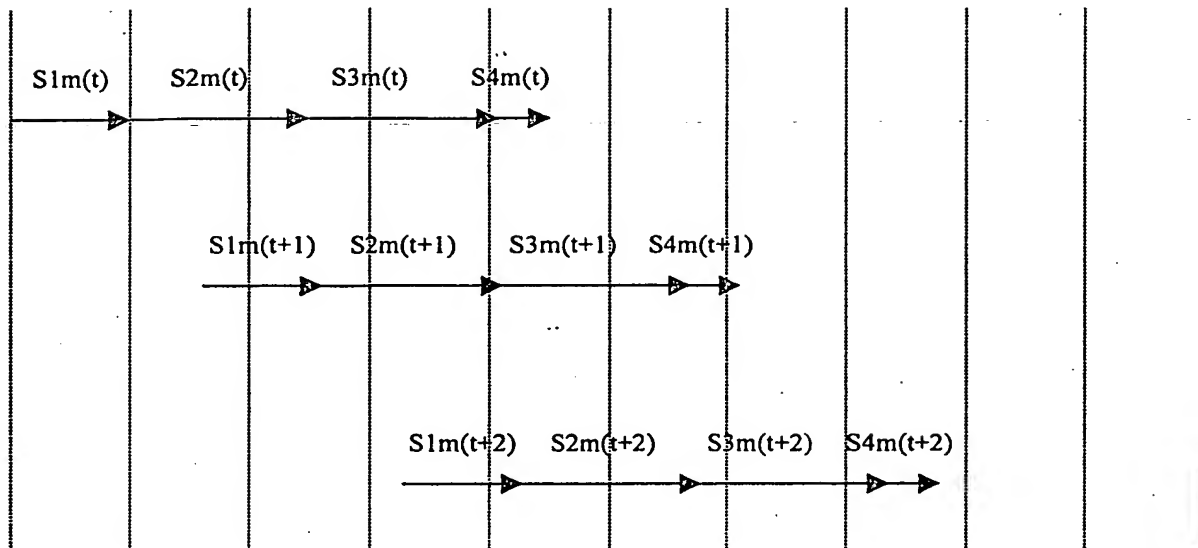 S1m(t) S2m(t) S3m(t) S4m(t)
S1m(t+1) S2m(t+1) S3m(t+1) S4m(t+1)
S1m(t+2) S2m(t+2) S3m(t+2) S4m(t+2)